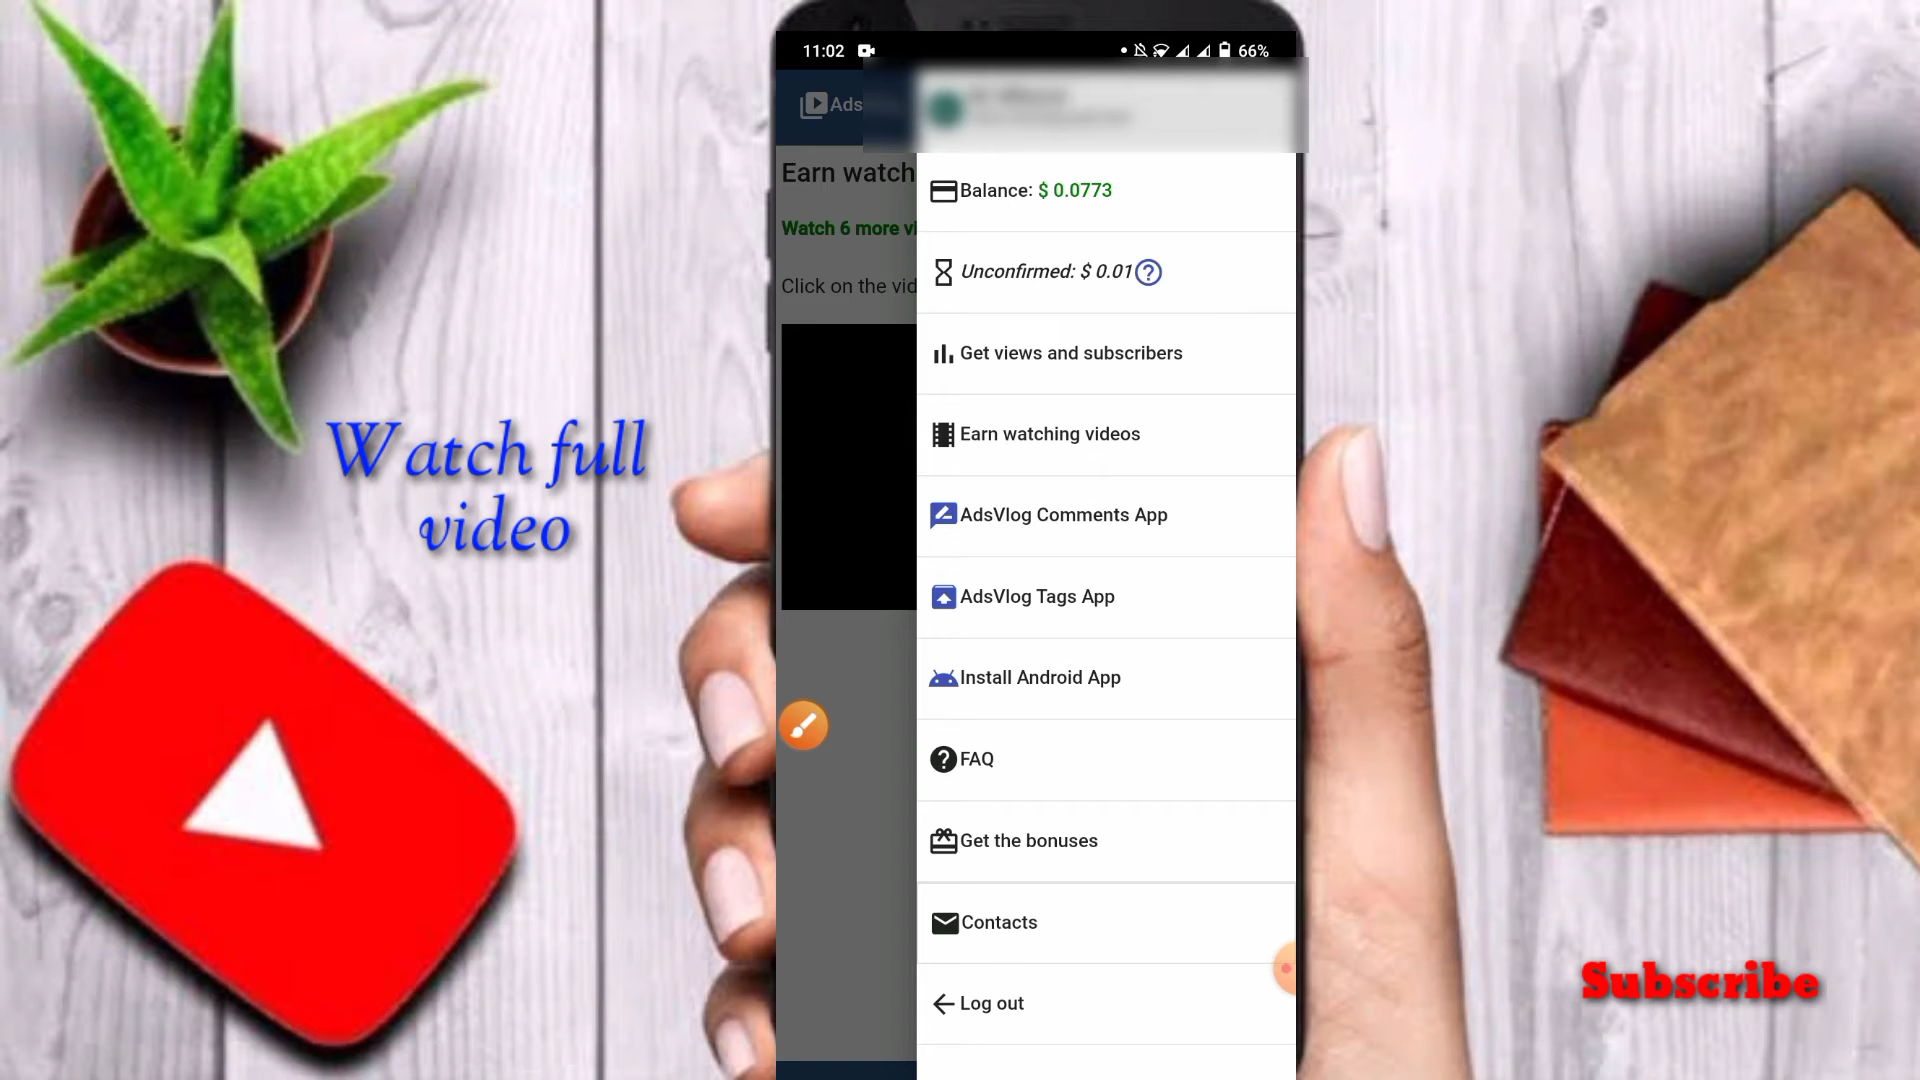 11:02
66%
Ads
Earn watch
Balance: $ 0.0773
Watch 6 more vi
Unconfirmed: $ 0.01
Click on the vid
Get views and subscribers
Earn watching videos
Watch full
video
AdsVlog Comments App
AdsVlog Tags App
Install Android App
FAQ
Get the bonuses
Contacts
Log out
Subscribe